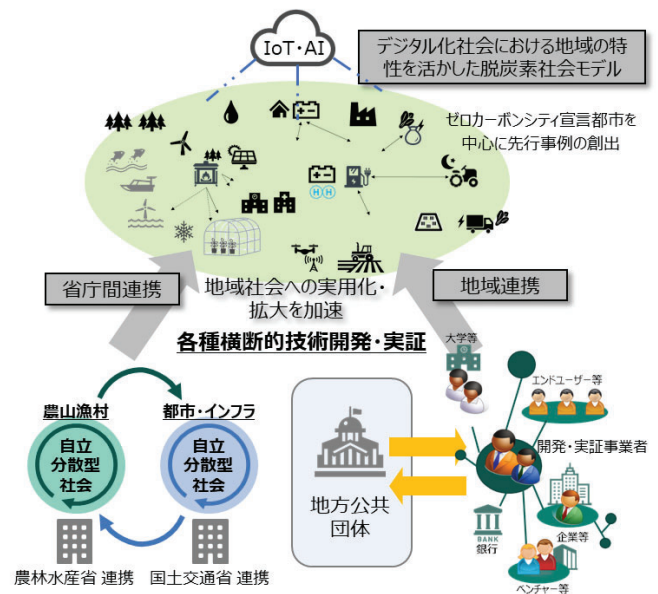 IoT・AI
デジタル化社会における地域の特
性を活かした脱炭素社会モデル
ゼロカーボンシティ宣言都市を
中心に先行事例の創出
H H
省庁間連携
地域社会への実用化・
拡大を加速
地域連携
各種横断的技術開発・実証
農山漁村
自立
分散型
社会
農林水産省 連携
都市・インフラ
自立
分散型
社会
国土交通省 連携
地方公共
団体
大学等
エンドユーザー等
開発・実証事業者
BANK
銀行
企業等
ベンチャー等